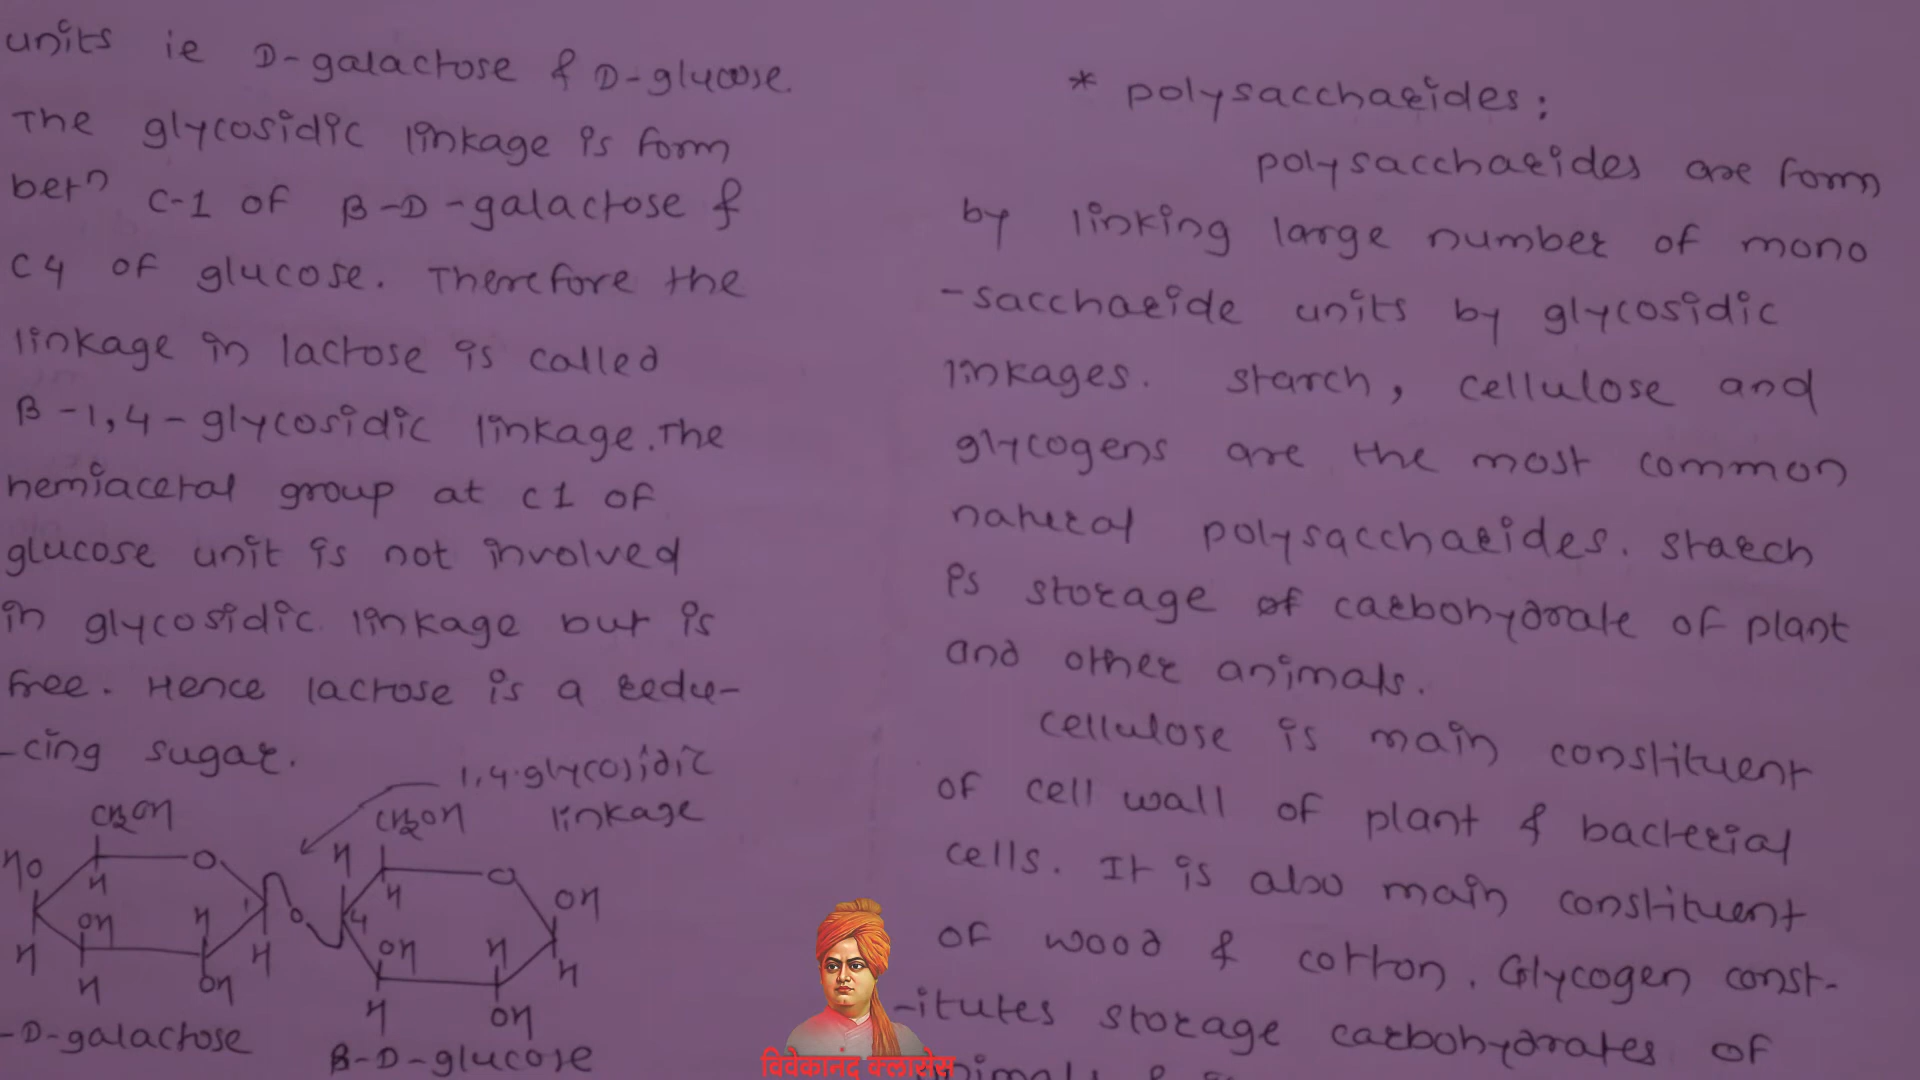 units ie D-galactose & D-glucose.
The glycosidic linkage is form
betn C-1 of β-D-galactose &
C4 of glucose. Therefore the
linkage in lactose is called
β-1,4-glycosidic linkage. The
hemiacetal group at C1 of
glucose unit is not involved
in glycosidic linkage but is
free. Hence lactose is a redu-
-cing sugar.
1,4-glycosidic
linkage
CH2OH
CH2OH
HO
O
H
H
O
H
OH
OH
H
1
O
4
OH
H
H
H
OH
H
H
OH
H
H
OH
-D-galactose
β-D-glucose
* polysaccharides:
polysaccharides are form
by linking large number of mono
-saccharide units by glycosidic
linkages. Starch, cellulose and
glycogens are the most common
natural polysaccharides. Starch
is storage of carbohydrate of plant
and other animals.
cellulose is main constituent
of cell wall of plant & bacterial
cells. It is also main constituent
of wood & cotton. Glycogen const-
-itutes storage carbohydrates of
विवेकानंद क्लासेस